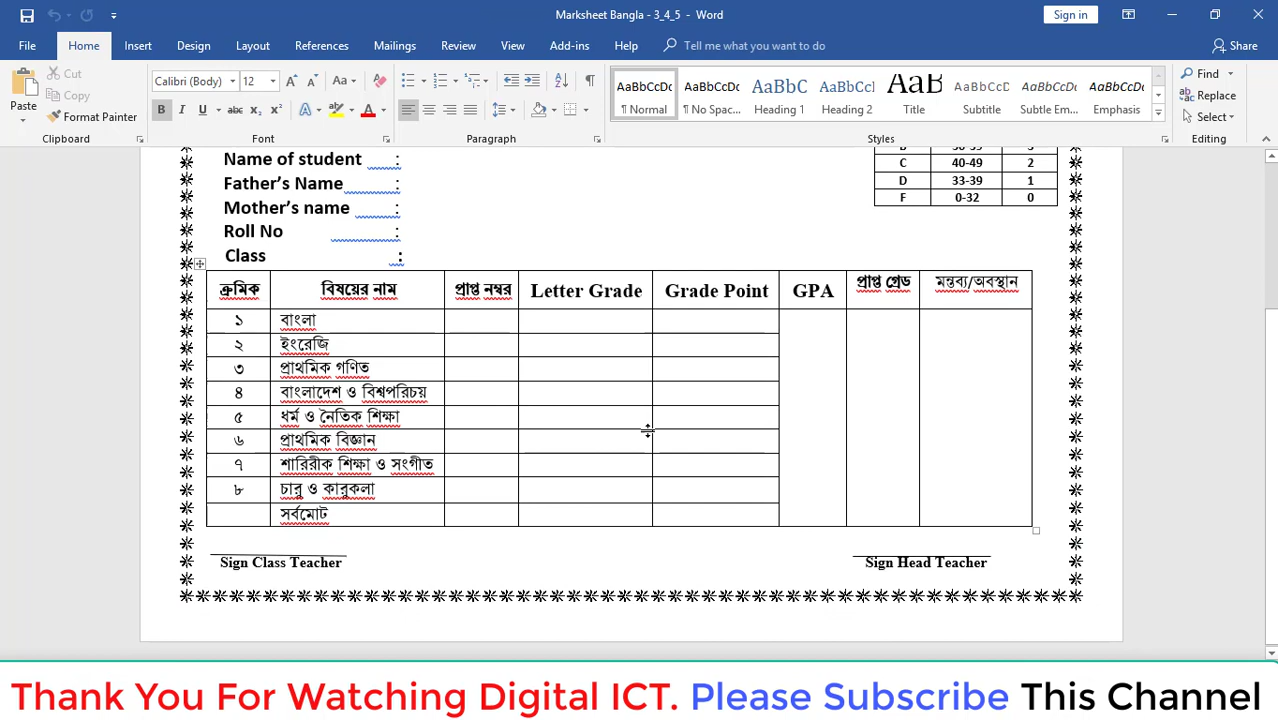 Marksheet Bangla - 3_4_5 - Word
Sign in
File Home Insert Design Layout References Mailings Review View Add-ins Help Tell me what you want to do Share
Paste
Cut
Copy
Format Painter
Clipboard
Calibri (Body) 12
Font
Paragraph
AaBbCcDc ¶ Normal
AaBbCcDc ¶ No Spac...
AaBbC Heading 1
AaBbCcl Heading 2
AaB Title
AaBbCcD Subtitle
AaBbCcDc Subtle Em...
AaBbCcDc Emphasis
Styles
Find
Replace
Select
Editing
Name of student :
Father’s Name :
Mother’s name :
Roll No :
Class :
C 40-49 2
D 33-39 1
F 0-32 0
ক্রমিক বিষয়ের নাম প্রাপ্ত নম্বর Letter Grade Grade Point GPA প্রাপ্ত গ্রেড মন্তব্য/অবস্থান
১ বাংলা
২ ইংরেজি
৩ প্রাথমিক গণিত
৪ বাংলাদেশ ও বিশ্বপরিচয়
৫ ধর্ম ও নৈতিক শিক্ষা
৬ প্রাথমিক বিজ্ঞান
৭ শারিরীক শিক্ষা ও সংগীত
৮ চারু ও কারুকলা
সর্বমোট
Sign Class Teacher Sign Head Teacher
Thank You For Watching Digital ICT. Please Subscribe This Channel